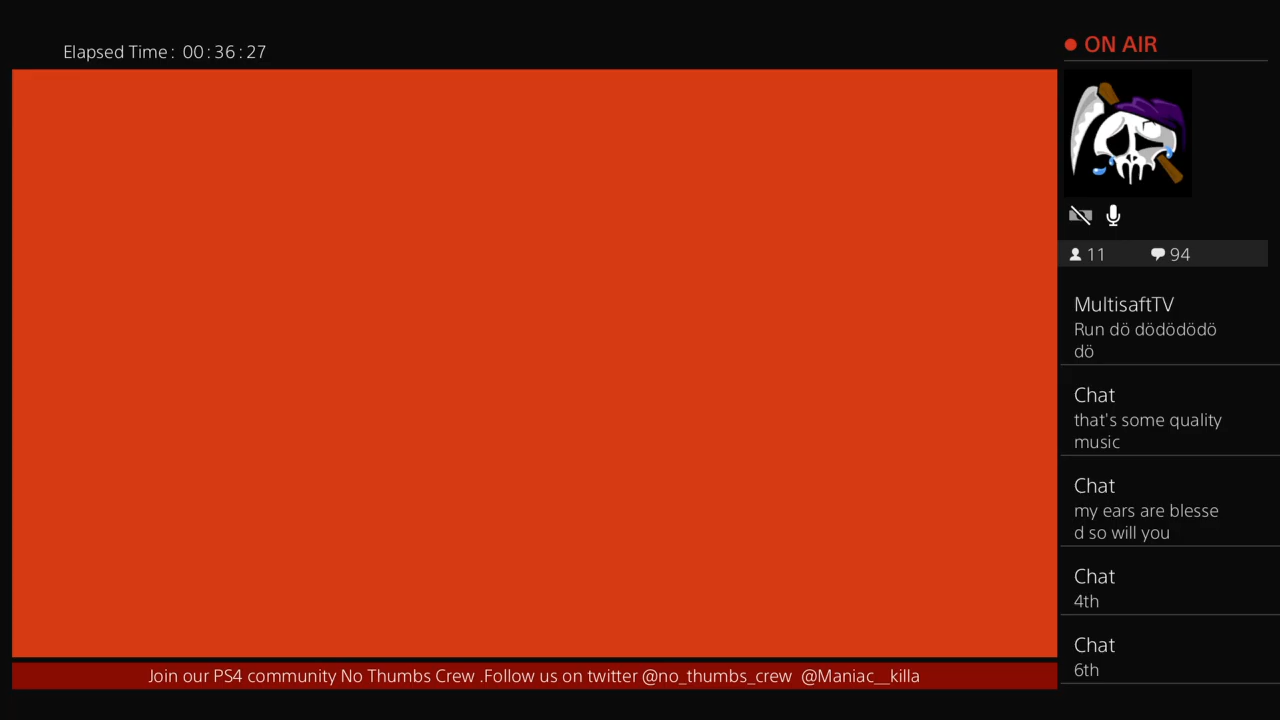 Elapsed Time: 00:36:27
ON AIR
11 94
MultisaftTV
Run dö dödödödö
dö
Chat
that's some quality
music
Chat
my ears are blesse
d so will you
Chat
4th
Chat
6th
Join our PS4 community No Thumbs Crew .Follow us on twitter @no_thumbs_crew @Maniac__killa